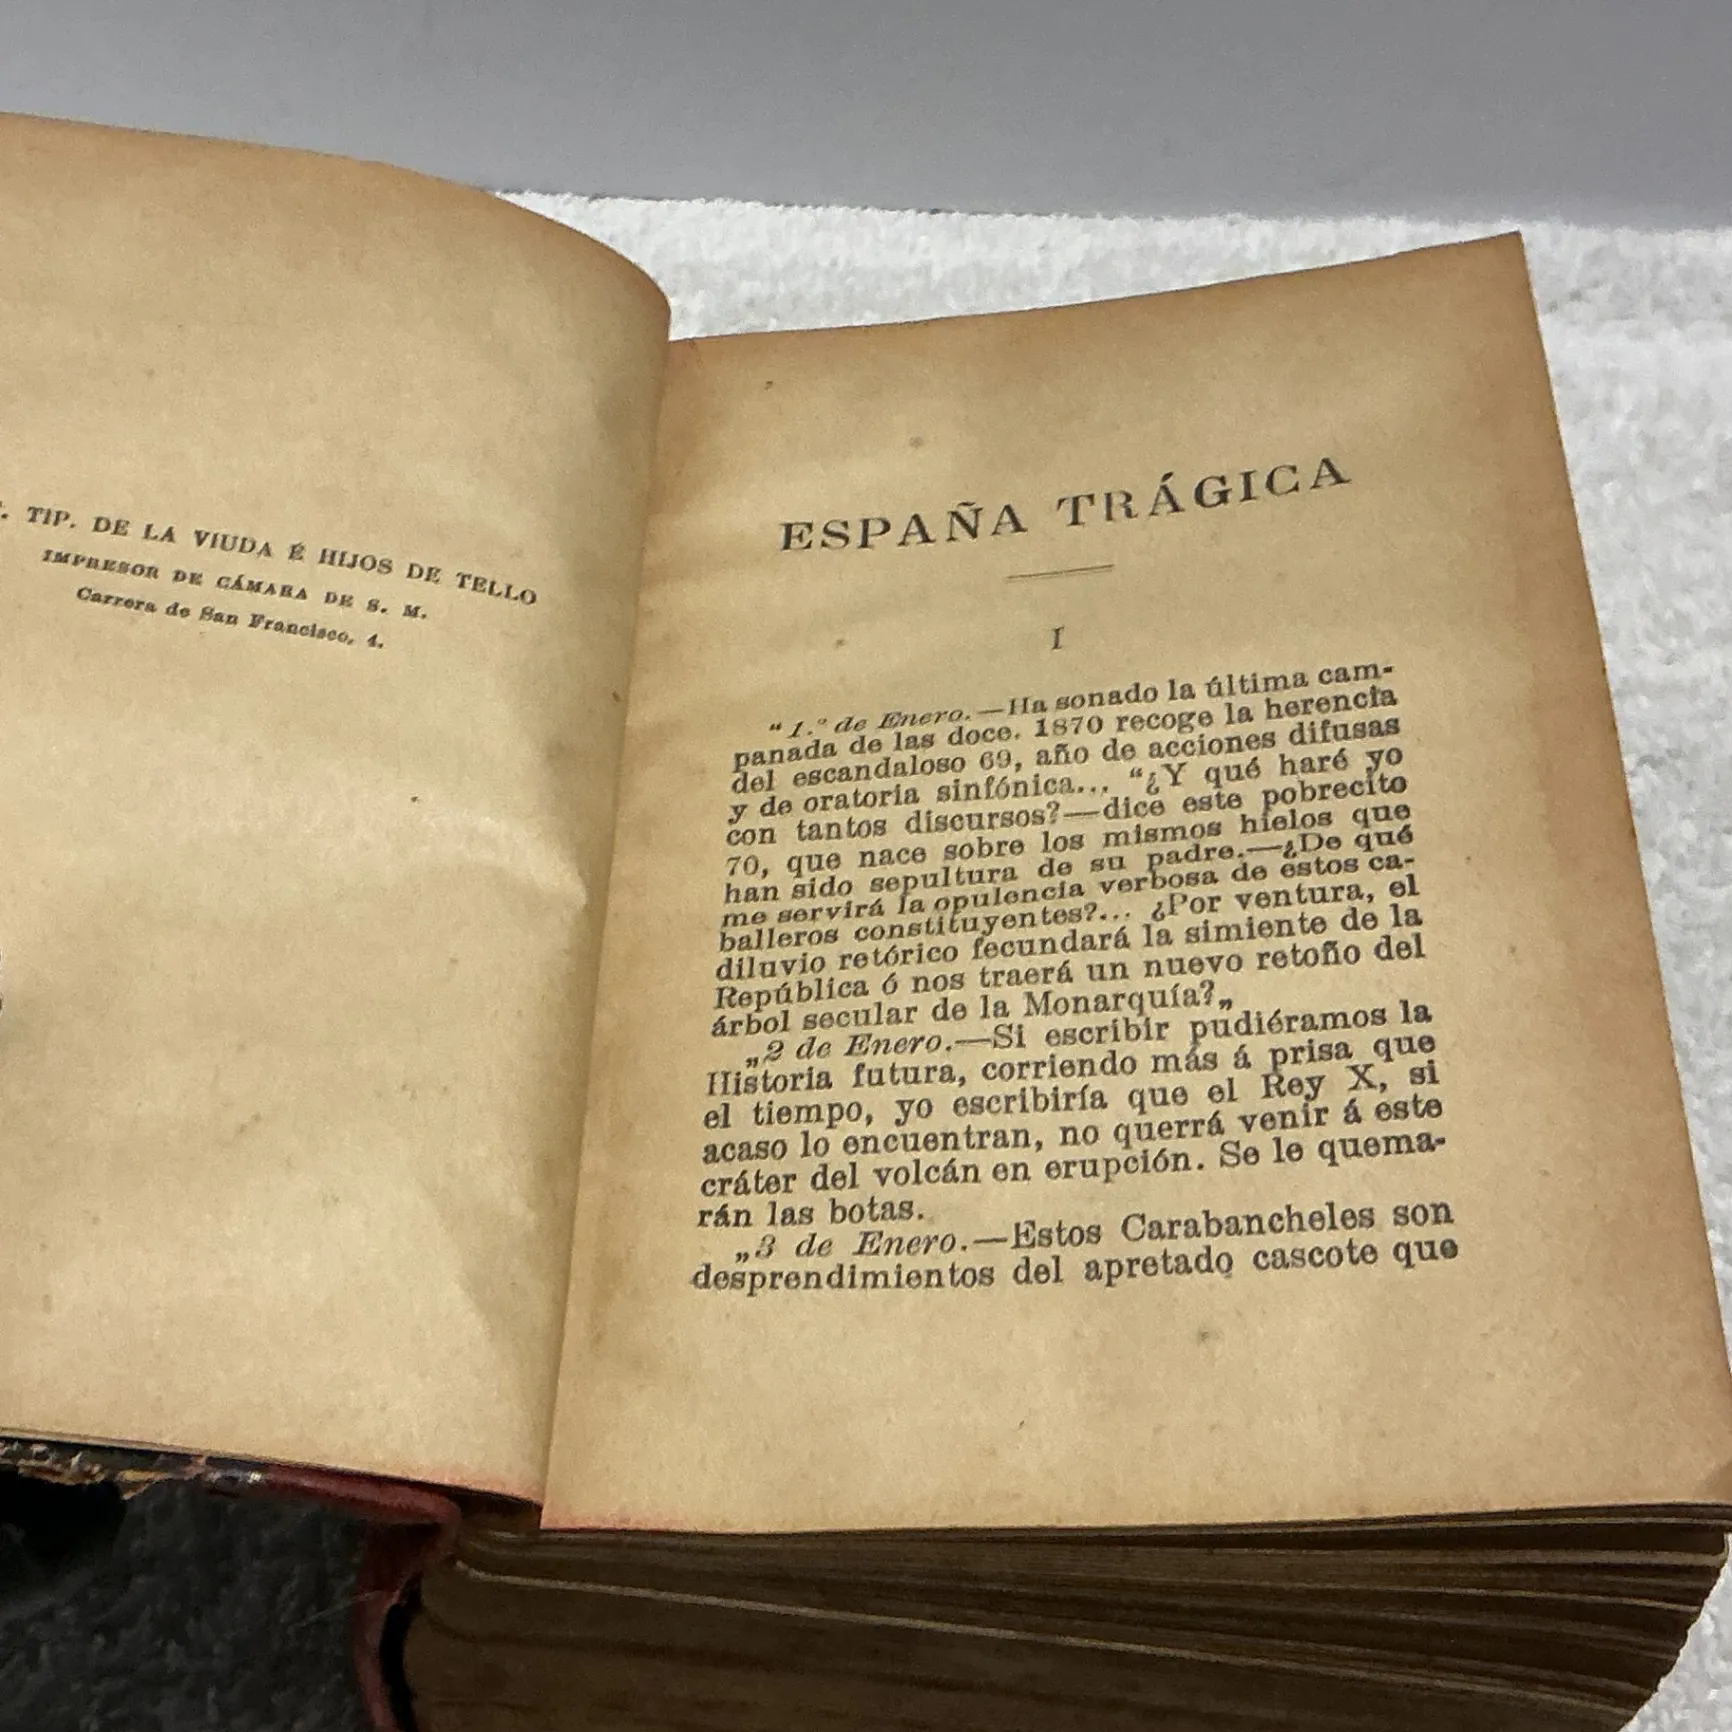 . TIP. DE LA VIUDA É HIJOS DE TELLO
IMPRESOR DE CÁMARA DE S. M.
Carrera de San Francisco, 4.
ESPAÑA TRÁGICA
I
“1.º de Enero.—Ha sonado la última cam-
panada de las doce. 1870 recoge la herencia
del escandaloso 69, año de acciones difusas
y de oratoria sinfónica... “¿Y qué haré yo
con tantos discursos?—dice este pobrecito
70, que nace sobre los mismos hielos que
han sido sepultura de su padre.—¿De qué
me servirá la opulencia verbosa de estos ca-
balleros constituyentes?... ¿Por ventura, el
diluvio retórico fecundará la simiente de la
República ó nos traerá un nuevo retoño del
árbol secular de la Monarquía?„
„2 de Enero.—Si escribir pudiéramos la
Historia futura, corriendo más á prisa que
el tiempo, yo escribiría que el Rey X, si
acaso lo encuentran, no querrá venir á este
cráter del volcán en erupción. Se le quema-
rán las botas.
„3 de Enero.—Estos Carabancheles son
desprendimientos del apretado cascote que